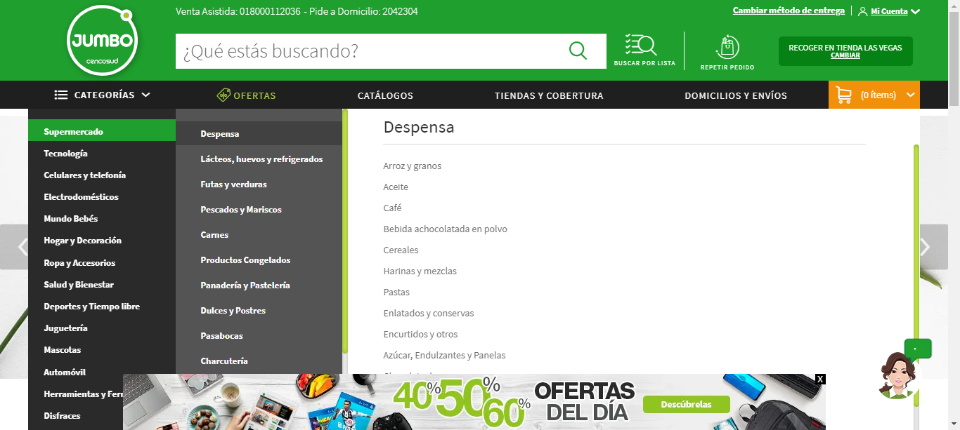 Venta Asistida: 018000112036 - Pide a Domicilio: 2042304
Cambiar método de entrega
Mi Cuenta
JUMBO
cencosud
¿Qué estás buscando?
BUSCAR POR LISTA
REPETIR PEDIDO
RECOGER EN TIENDA LAS VEGAS
CAMBIAR
CATEGORÍAS
OFERTAS
CATÁLOGOS
TIENDAS Y COBERTURA
DOMICILIOS Y ENVÍOS
(0 ítems)
Supermercado
Tecnología
Celulares y telefonía
Electrodomésticos
Mundo Bebés
Hogar y Decoración
Ropa y Accesorios
Salud y Bienestar
Deportes y Tiempo libre
Juguetería
Mascotas
Automóvil
Herramientas y Ferr
Disfraces
Despensa
Lácteos, huevos y refrigerados
Futas y verduras
Pescados y Mariscos
Carnes
Productos Congelados
Panadería y Pastelería
Dulces y Postres
Pasabocas
Charcutería
Despensa
Arroz y granos
Aceite
Café
Bebida achocolatada en polvo
Cereales
Harinas y mezclas
Pastas
Enlatados y conservas
Encurtidos y otros
Azúcar, Endulzantes y Panelas
40% 50% 60%
OFERTAS
DEL DÍA
Descúbrelas
X